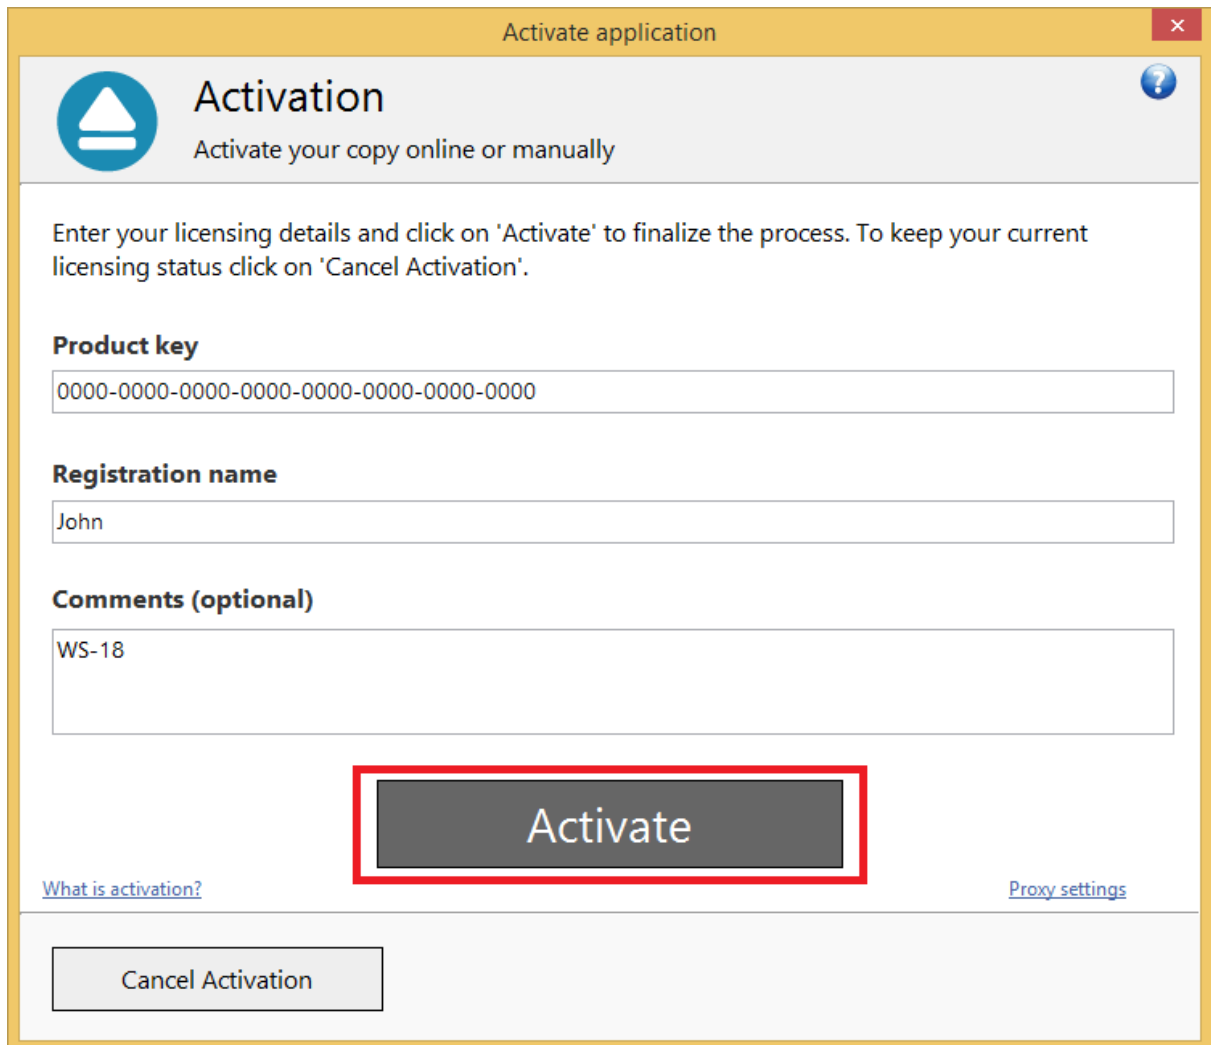 Activate application
Activation
Activate your copy online or manually
Enter your licensing details and click on 'Activate' to finalize the process. To keep your current
licensing status click on 'Cancel Activation'.
Product key
0000-0000-0000-0000-0000-0000-0000-0000
Registration name
John
Comments (optional)
WS-18
Activate
What is activation?
Proxy settings
Cancel Activation